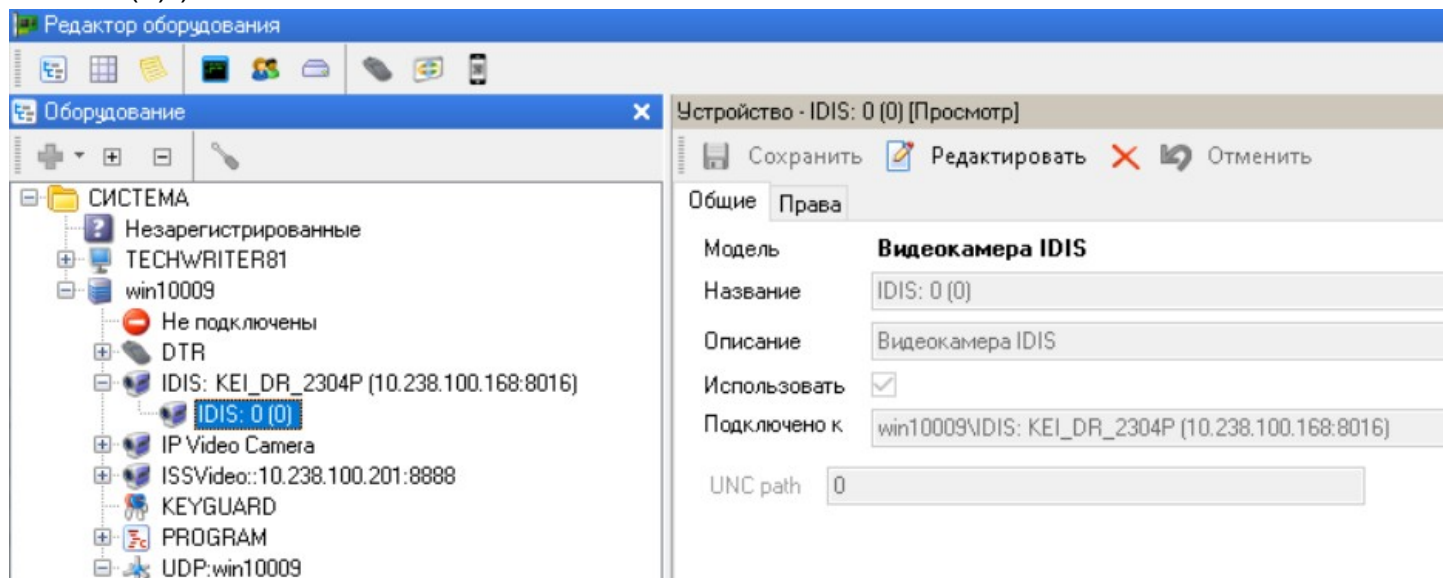 Редактор оборудования
Оборудование
СИСТЕМА
Незарегистрированные
TECHWRITER81
win10009
Не подключены
DTR
IDIS: KEI_DR_2304P (10.238.100.168:8016)
IDIS: 0 (0)
IP Video Camera
ISSVideo::10.238.100.201:8888
KEYGUARD
PROGRAM
UDP:win10009
Устройство - IDIS: 0 (0) [Просмотр]
Сохранить Редактировать Отменить
Общие Права
Модель Видеокамера IDIS
Название IDIS: 0 (0)
Описание Видеокамера IDIS
Использовать
Подключено к win10009\IDIS: KEI_DR_2304P (10.238.100.168:8016)
UNC path 0